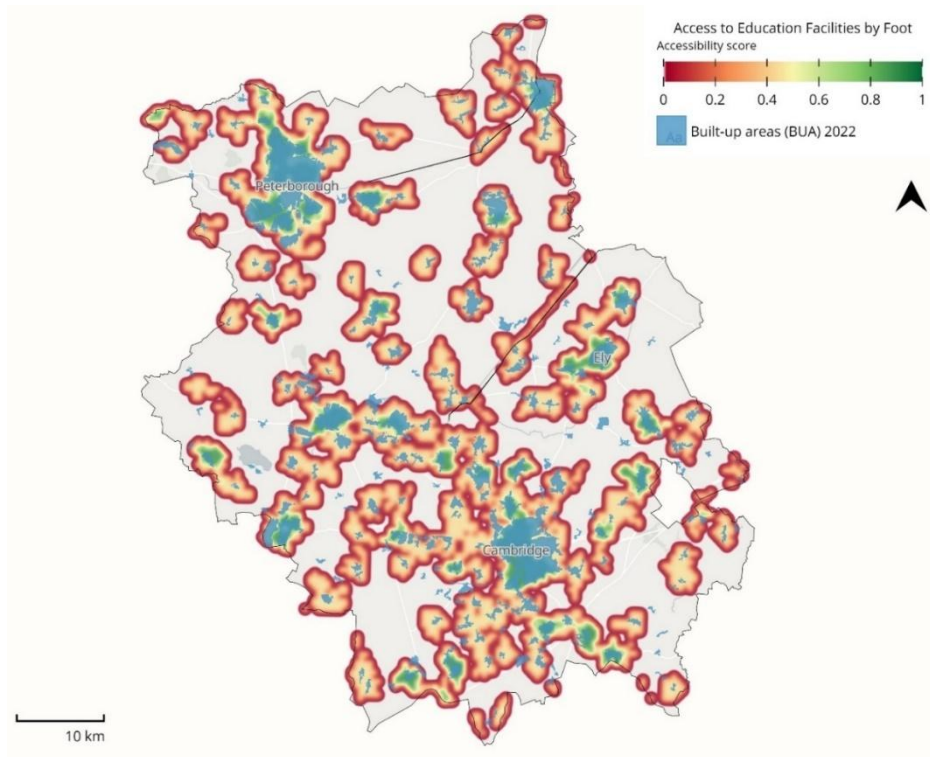 Access to Education Facilities by Foot
Accessibility score
0 0.2 0.4 0.6 0.8 1
Aa Built-up areas (BUA) 2022
Peterborough
Ely
Cambridge
10 km